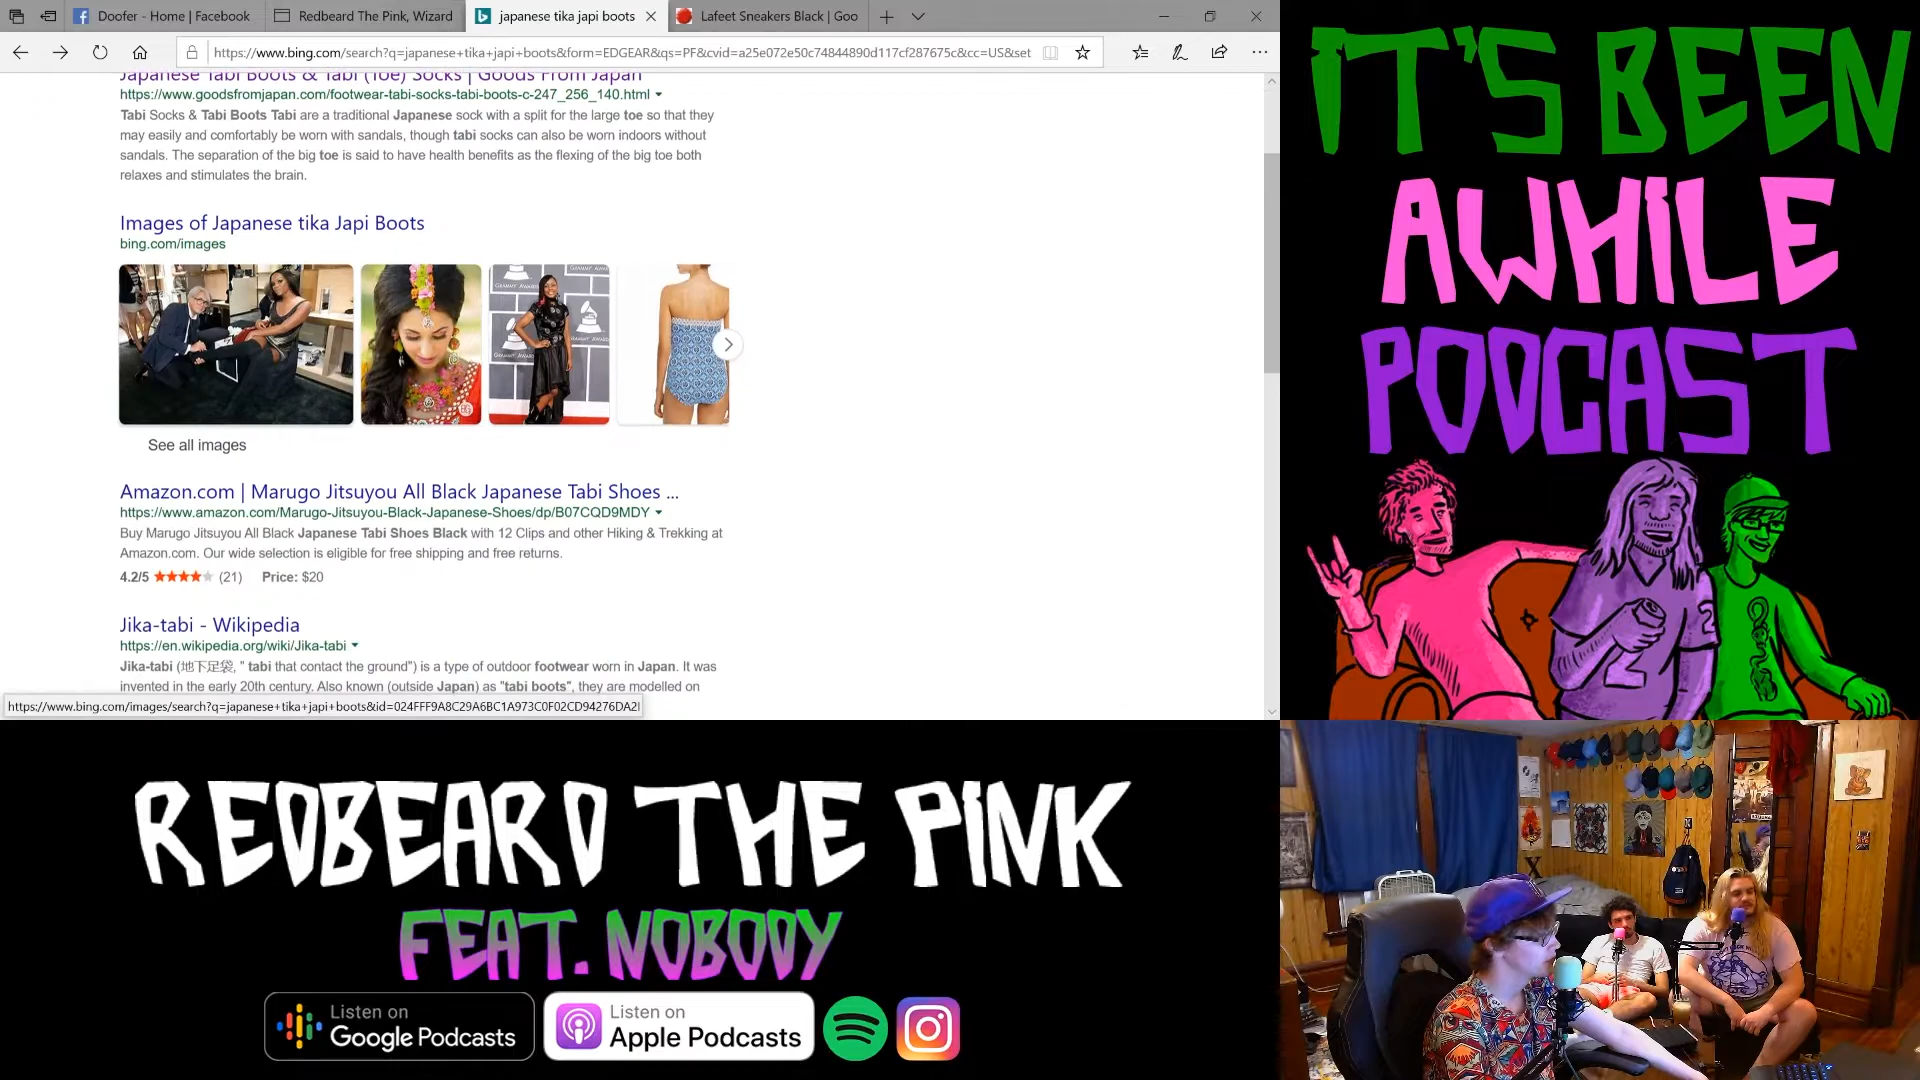 Doofer - Home | Facebook
Redbeard The Pink, Wizard
japanese tika japi boots
Lafeet Sneakers Black | Goo
https://www.bing.com/search?q=japanese+tika+japi+boots&form=EDGEAR&qs=PF&cvid=a25e072e50c74844890d117cf287675c&cc=US&set
Japanese Tabi Boots & Tabi (Toe) Socks | Goods From Japan
https://www.goodsfromjapan.com/footwear-tabi-socks-tabi-boots-c-247_256_140.html
Tabi Socks & Tabi Boots Tabi are a traditional Japanese sock with a split for the large toe so that they
may easily and comfortably be worn with sandals, though tabi socks can also be worn indoors without
sandals. The separation of the big toe is said to have health benefits as the flexing of the big toe both
relaxes and stimulates the brain.
Images of Japanese tika Japi Boots
bing.com/images
See all images
Amazon.com | Marugo Jitsuyou All Black Japanese Tabi Shoes ...
https://www.amazon.com/Marugo-Jitsuyou-Black-Japanese-Shoes/dp/B07CQD9MDY
Buy Marugo Jitsuyou All Black Japanese Tabi Shoes Black with 12 Clips and other Hiking & Trekking at
Amazon.com. Our wide selection is eligible for free shipping and free returns.
4.2/5 (21) Price: $20
Jika-tabi - Wikipedia
https://en.wikipedia.org/wiki/Jika-tabi
Jika-tabi (地下足袋, " tabi that contact the ground") is a type of outdoor footwear worn in Japan. It was
invented in the early 20th century. Also known (outside Japan) as "tabi boots", they are modelled on
https://www.bing.com/images/search?q=japanese+tika+japi+boots&id=024FFF9A8C29A6BC1A973C0F02CD94276DA2
IT'S BEEN
AWHILE
PODCAST
REDBEARD THE PINK
FEAT. NOBODY
Listen on
Google Podcasts
Listen on
Apple Podcasts